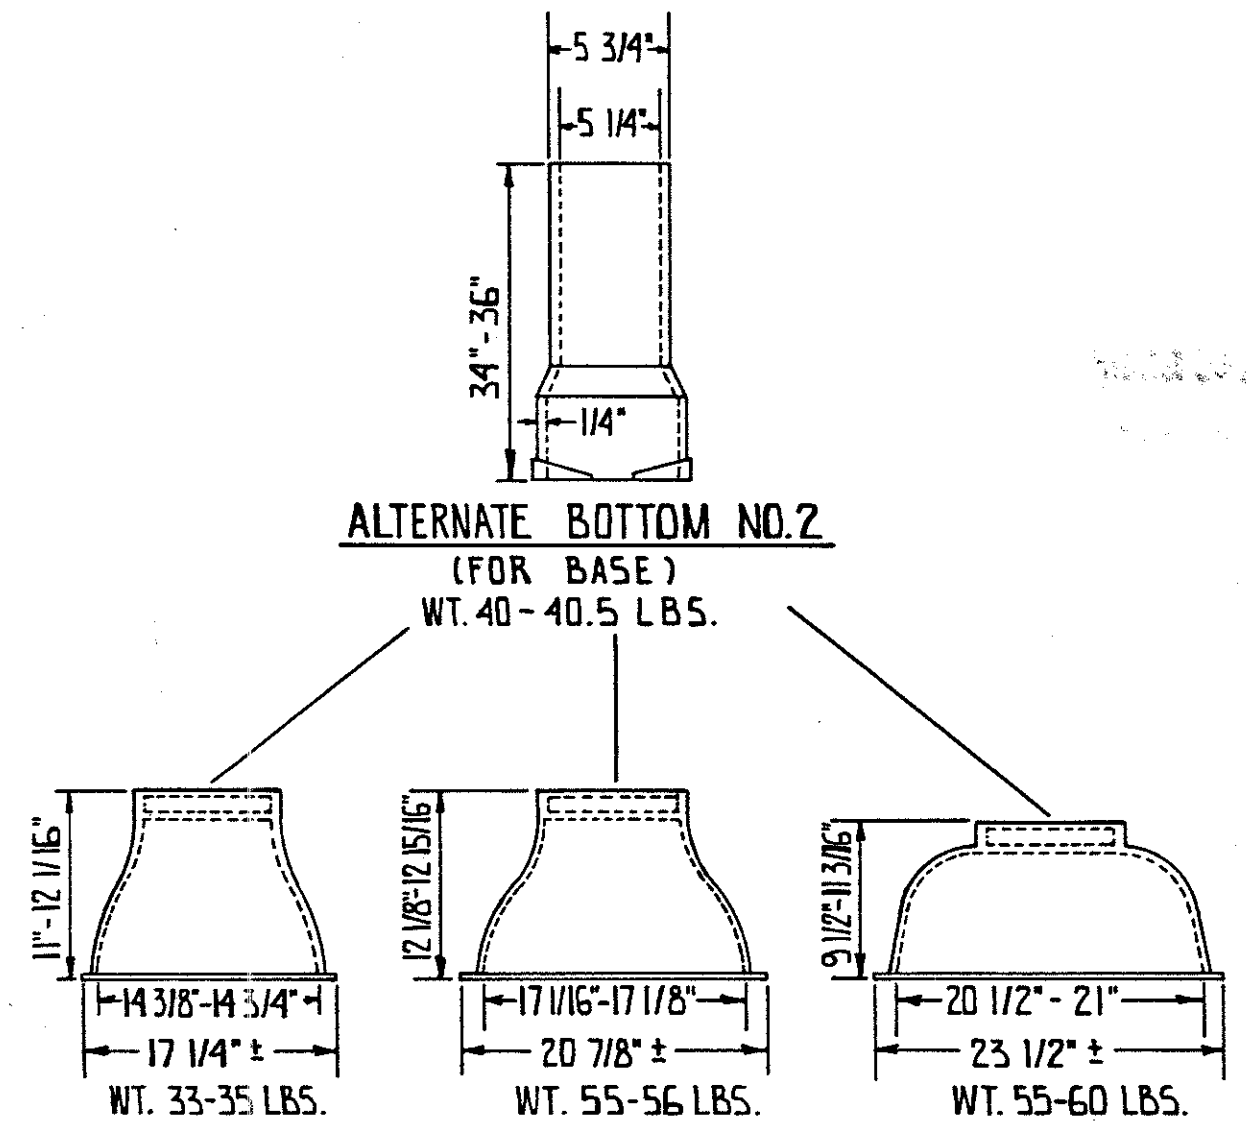 5 3/4"
5 1/4"
34"-36"
1/4"
ALTERNATE BOTTOM NO.2
(FOR BASE)
WT. 40-40.5 LBS.
11"-12 1/16"
14 3/8"-14 3/4"
17 1/4" ±
WT. 33-35 LBS.
12 1/8"-12 15/16"
17 1/16"-17 1/8"
20 7/8" ±
WT. 55-56 LBS.
9 1/2"-11 3/16"
20 1/2" - 21"
23 1/2" ±
WT. 55-60 LBS.